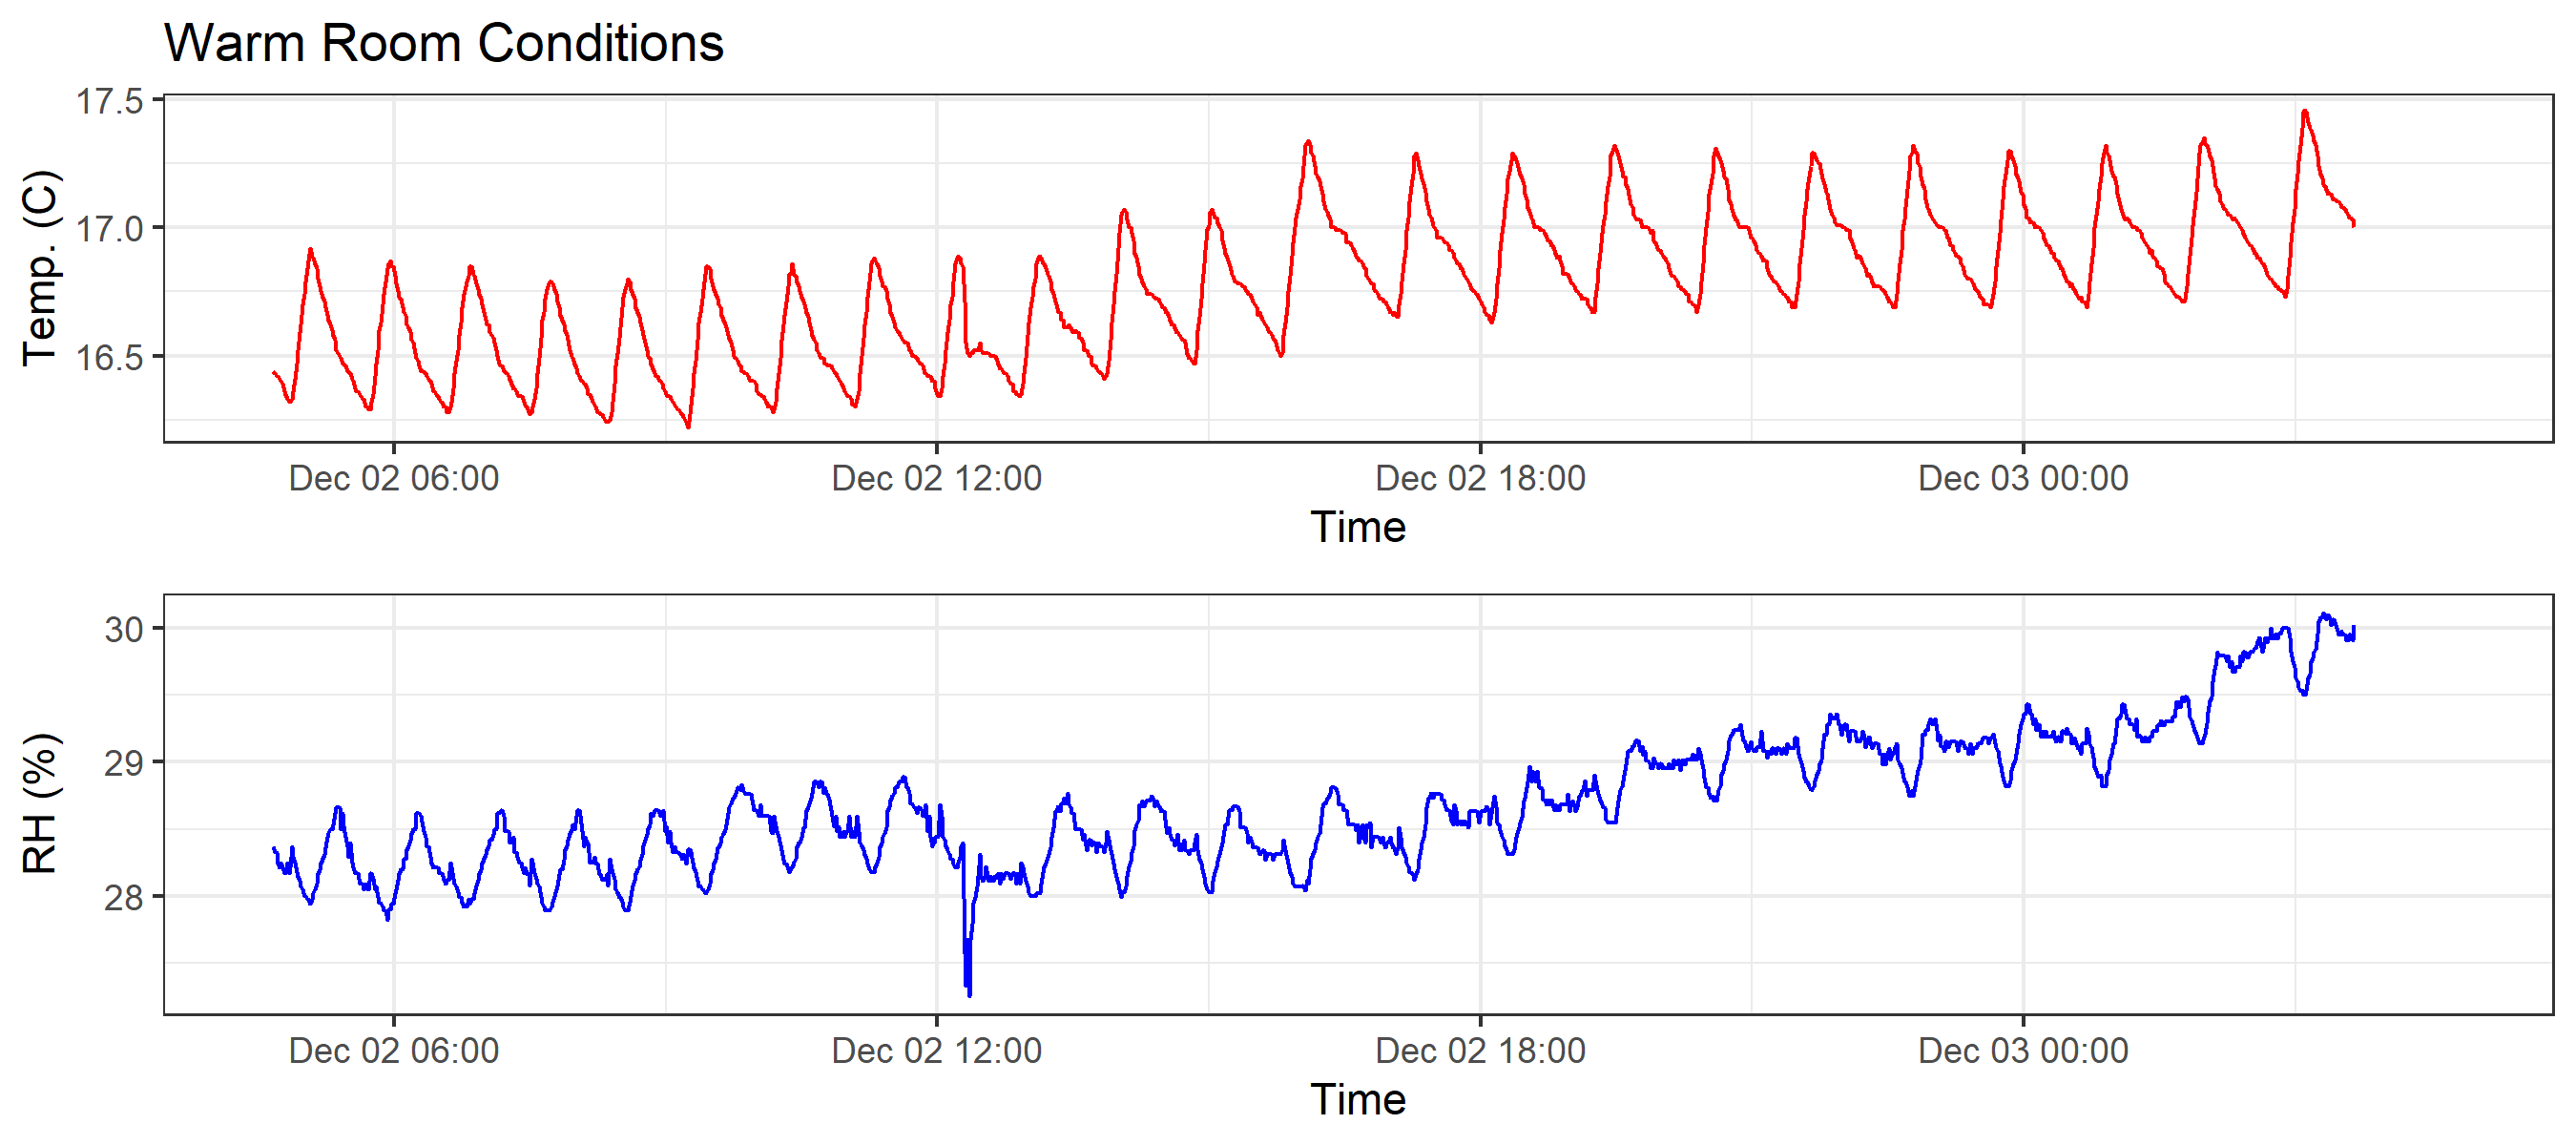 Warm Room Conditions
17.5
17.0
16.5
Temp. (C)
Dec 02 06:00 Dec 02 12:00 Dec 02 18:00 Dec 03 00:00
Time
30
29
28
RH (%)
Dec 02 06:00 Dec 02 12:00 Dec 02 18:00 Dec 03 00:00
Time